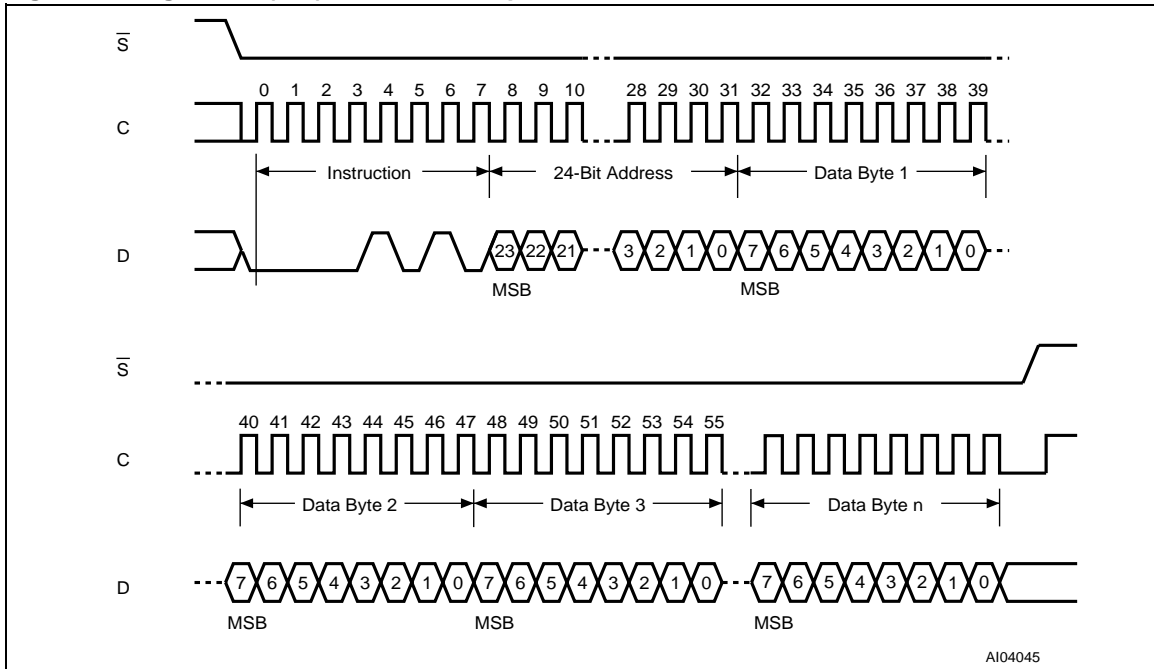 S
0 1 2 3 4 5 6 7 8 9 10 28 29 30 31 32 33 34 35 36 37 38 39
C
Instruction 24-Bit Address Data Byte 1
D 23 22 21 3 2 1 0 7 6 5 4 3 2 1 0
MSB MSB
S
40 41 42 43 44 45 46 47 48 49 50 51 52 53 54 55
C
Data Byte 2 Data Byte 3 Data Byte n
D 7 6 5 4 3 2 1 0 7 6 5 4 3 2 1 0 7 6 5 4 3 2 1 0
MSB MSB MSB
AI04045